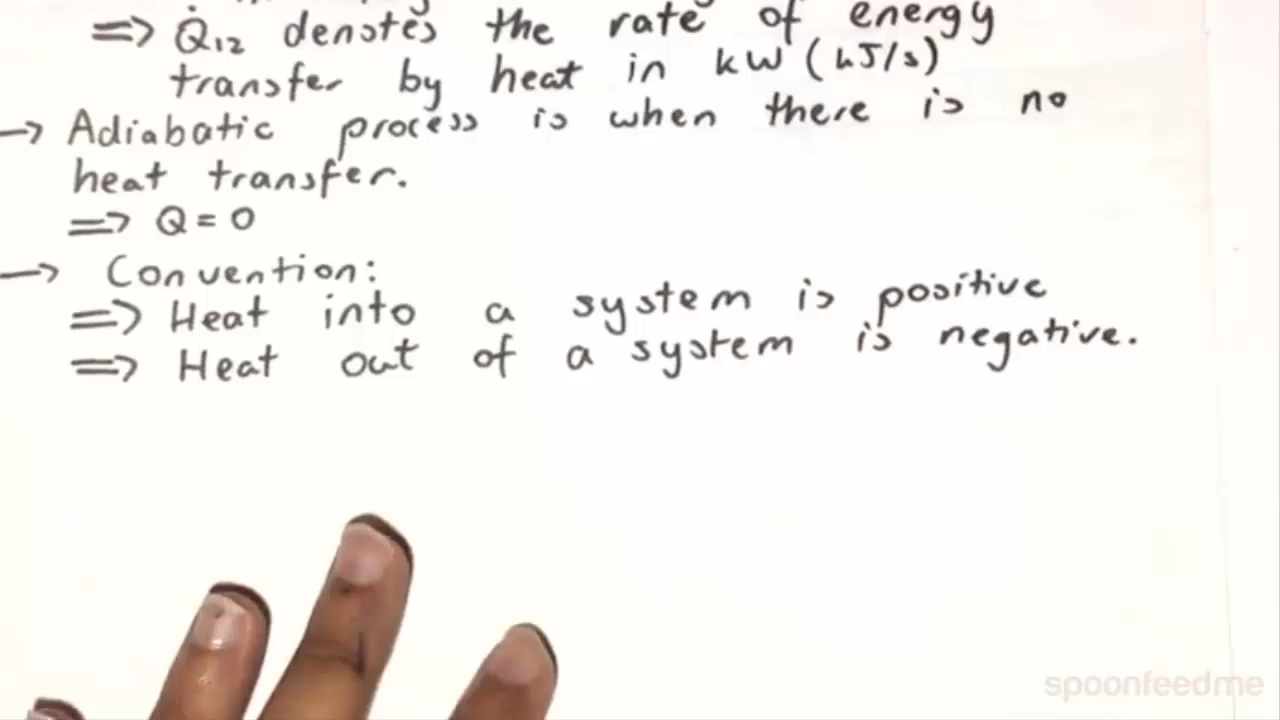 => Q̇12 denotes the rate of energy
transfer by heat in kW (kJ/s)
→ Adiabatic process is when there is no
heat transfer.
=> Q = 0
→ Convention:
=> Heat into a system is positive
=> Heat out of a system is negative.
spoonfeedme